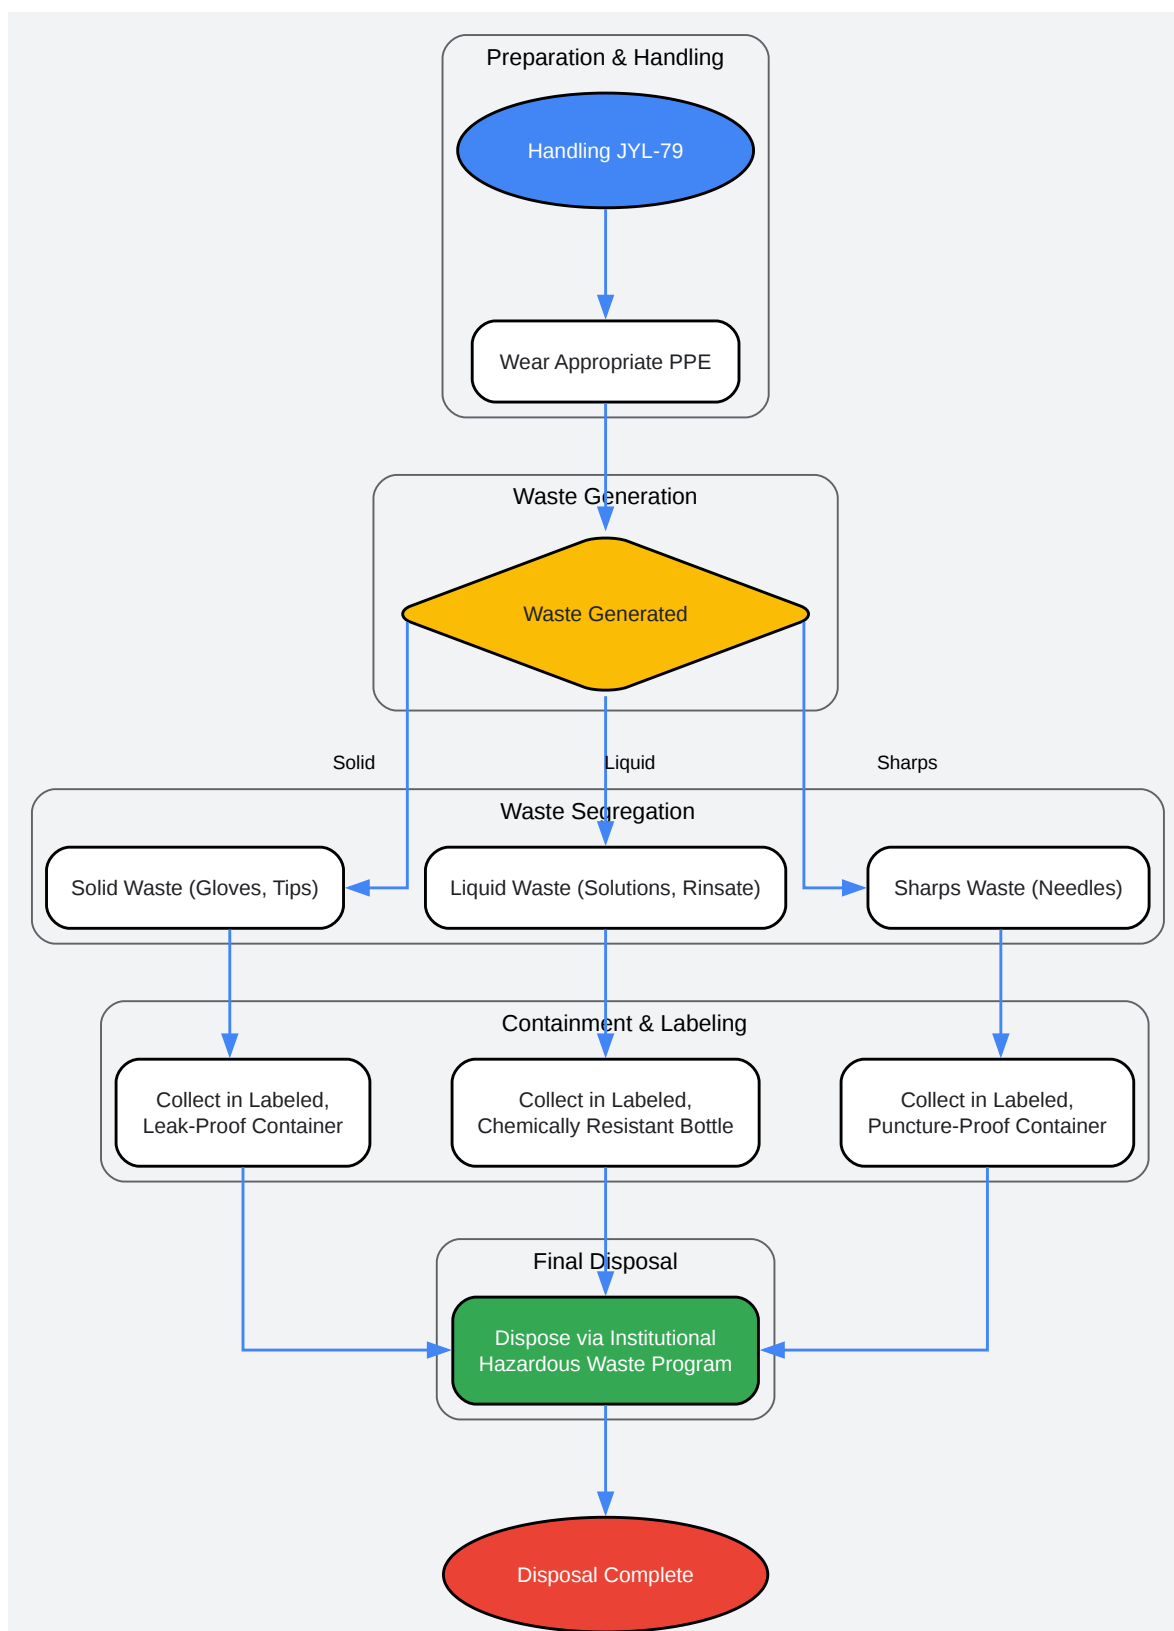 Preparation & Handling
Handling JYL-79
Wear Appropriate PPE
Waste Generation
Waste Generated
Solid
Liquid
Sharps
Waste Segregation
Solid Waste (Gloves, Tips)
Liquid Waste (Solutions, Rinsate)
Sharps Waste (Needles)
Containment & Labeling
Collect in Labeled,
Leak-Proof Container
Collect in Labeled,
Chemically Resistant Bottle
Collect in Labeled,
Puncture-Proof Container
Final Disposal
Dispose via Institutional
Hazardous Waste Program
Disposal Complete